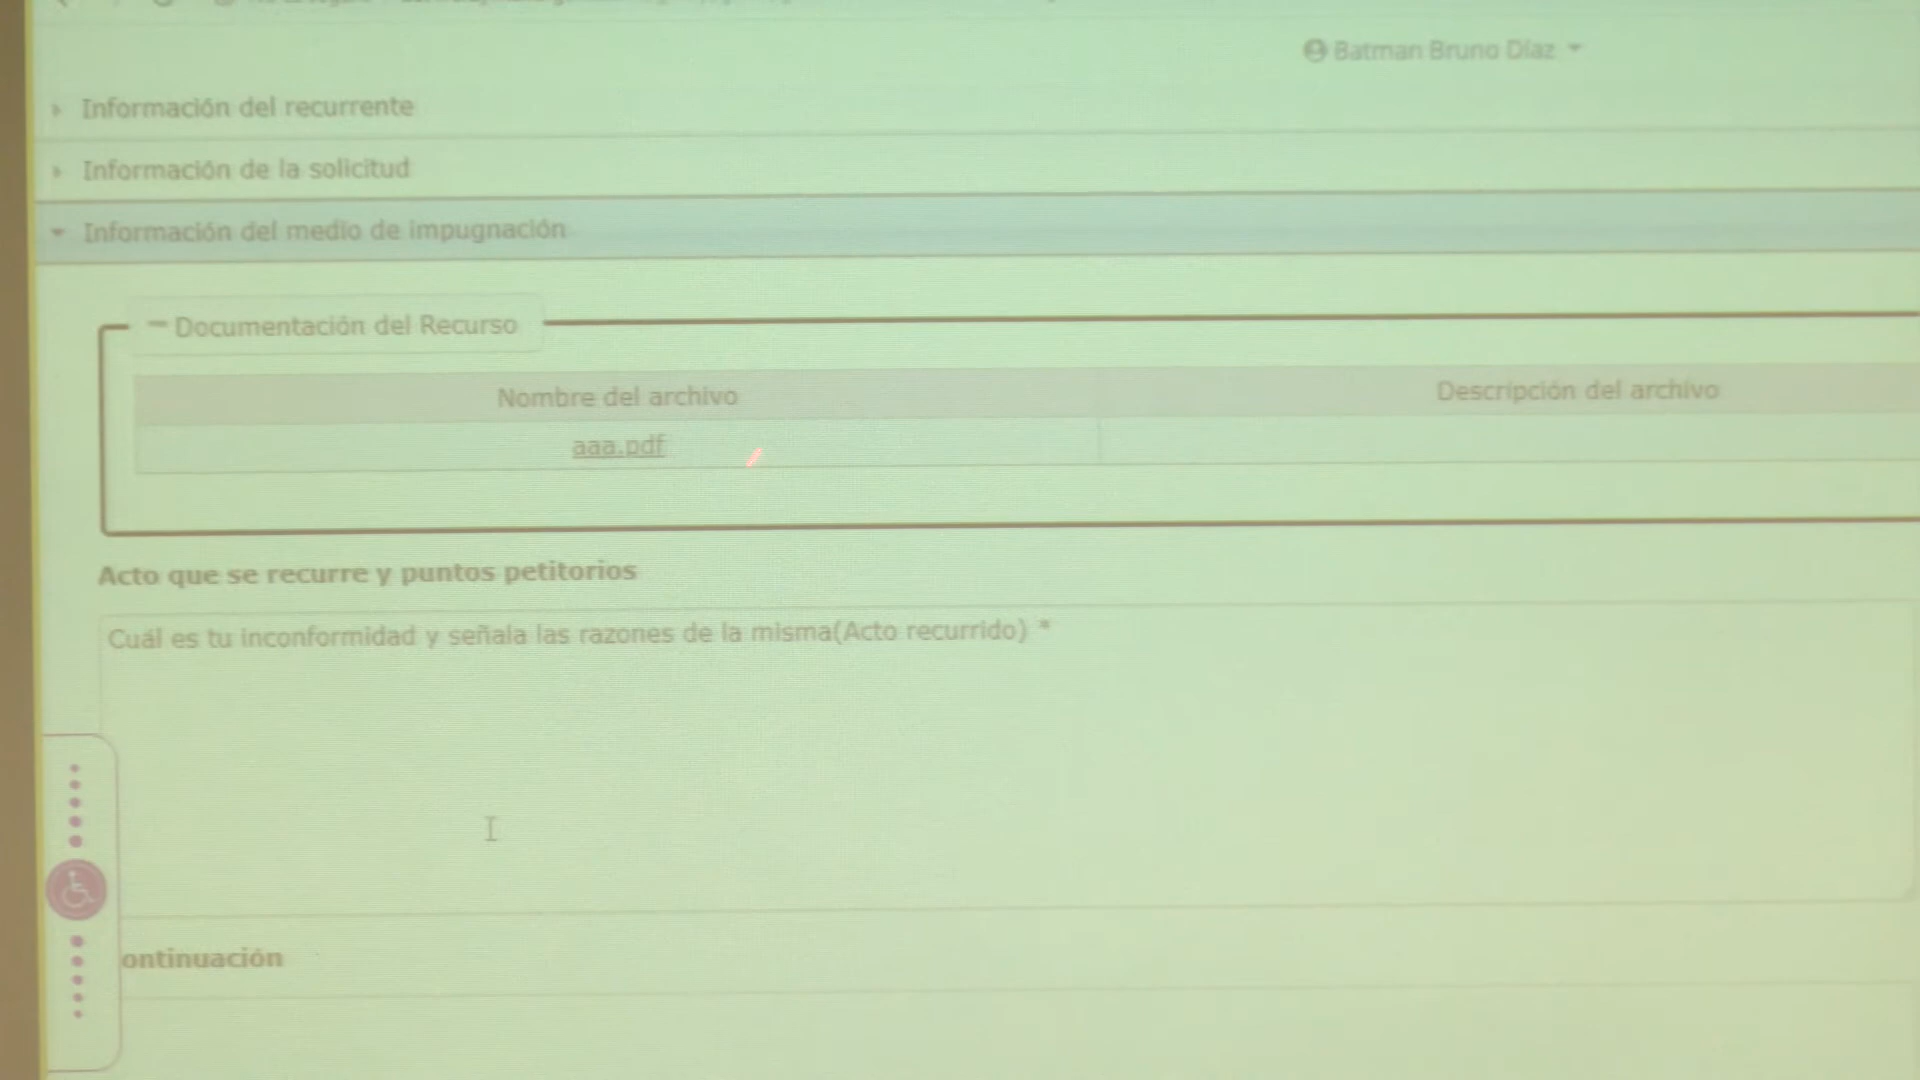 Batman Bruno Díaz
Información del recurrente
Información de la solicitud
Información del medio de impugnación
Documentación del Recurso
Nombre del archivo
Descripción del archivo
aaa.pdf
Acto que se recurre y puntos petitorios
Cuál es tu inconformidad y señala las razones de la misma(Acto recurrido) *
ontinuación